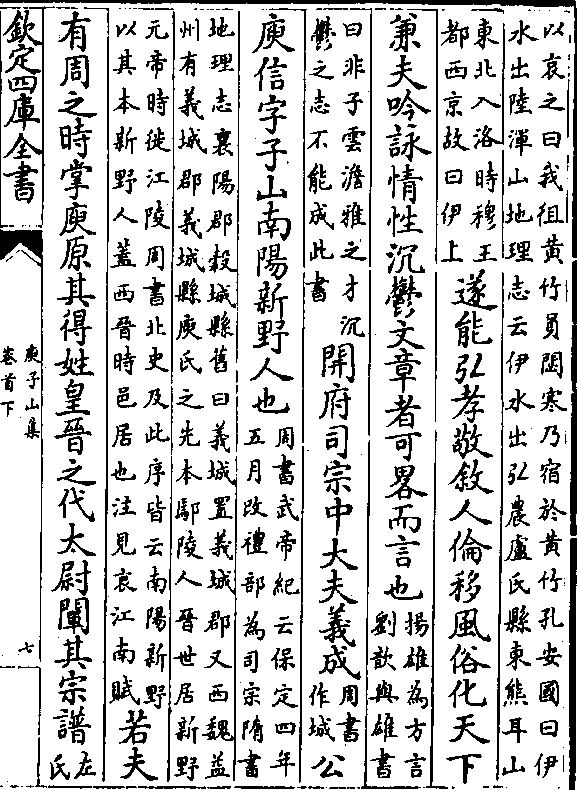 以哀之曰我徂黄竹員閟寒乃宿於黄竹孔安國曰伊
水出陸渾山地理志云伊水出弘農盧氏縣東熊耳山
東北入洛時穆王
都西京故曰伊上
遂能弘孝敬敘人倫移風俗化天下
兼夫吟詠情性沉鬱文章者可畧而言也
揚雄為方言
劉歆與雄書
曰非子雲澹雅之才沉
鬱之志不能成此書
開府司宗中大夫義成
周書
作城
公
庾信字子山南陽新野人也
周書武帝紀云保定四年
五月改禮部為司宗隋書
地理志襄陽郡穀城縣舊曰義城置義城郡又西魏益
州有義城郡義城縣庾氏之先本鄢陵人晉世居新野
元帝時徙江陵周書北史及此序皆云南陽新野
以其本新野人蓋西晉時邑居也注見哀江南賦
若夫
有周之時掌庾原其得姓皇晉之代太尉闡其宗譜
左
氏
欽定四庫全書
庾子山集
卷首下
七